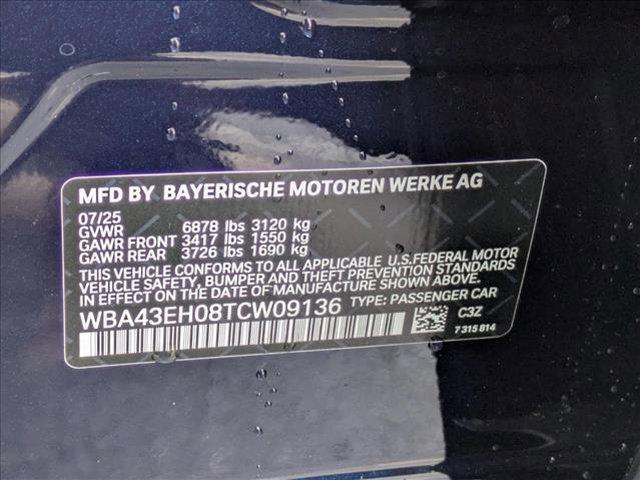 MFD BY BAYERISCHE MOTOREN WERKE AG
07/25
GVWR 6878 lbs 3120 kg
GAWR FRONT 3417 lbs 1550 kg
GAWR REAR 3726 lbs 1690 kg
THIS VEHICLE CONFORMS TO ALL APPLICABLE U.S.FEDERAL MOTOR
VEHICLE SAFETY, BUMPER AND THEFT PREVENTION STANDARDS
IN EFFECT ON THE DATE OF MANUFACTURE SHOWN ABOVE.
WBA43EH08TCW09136 TYPE: PASSENGER CAR
C3Z
7 315 814